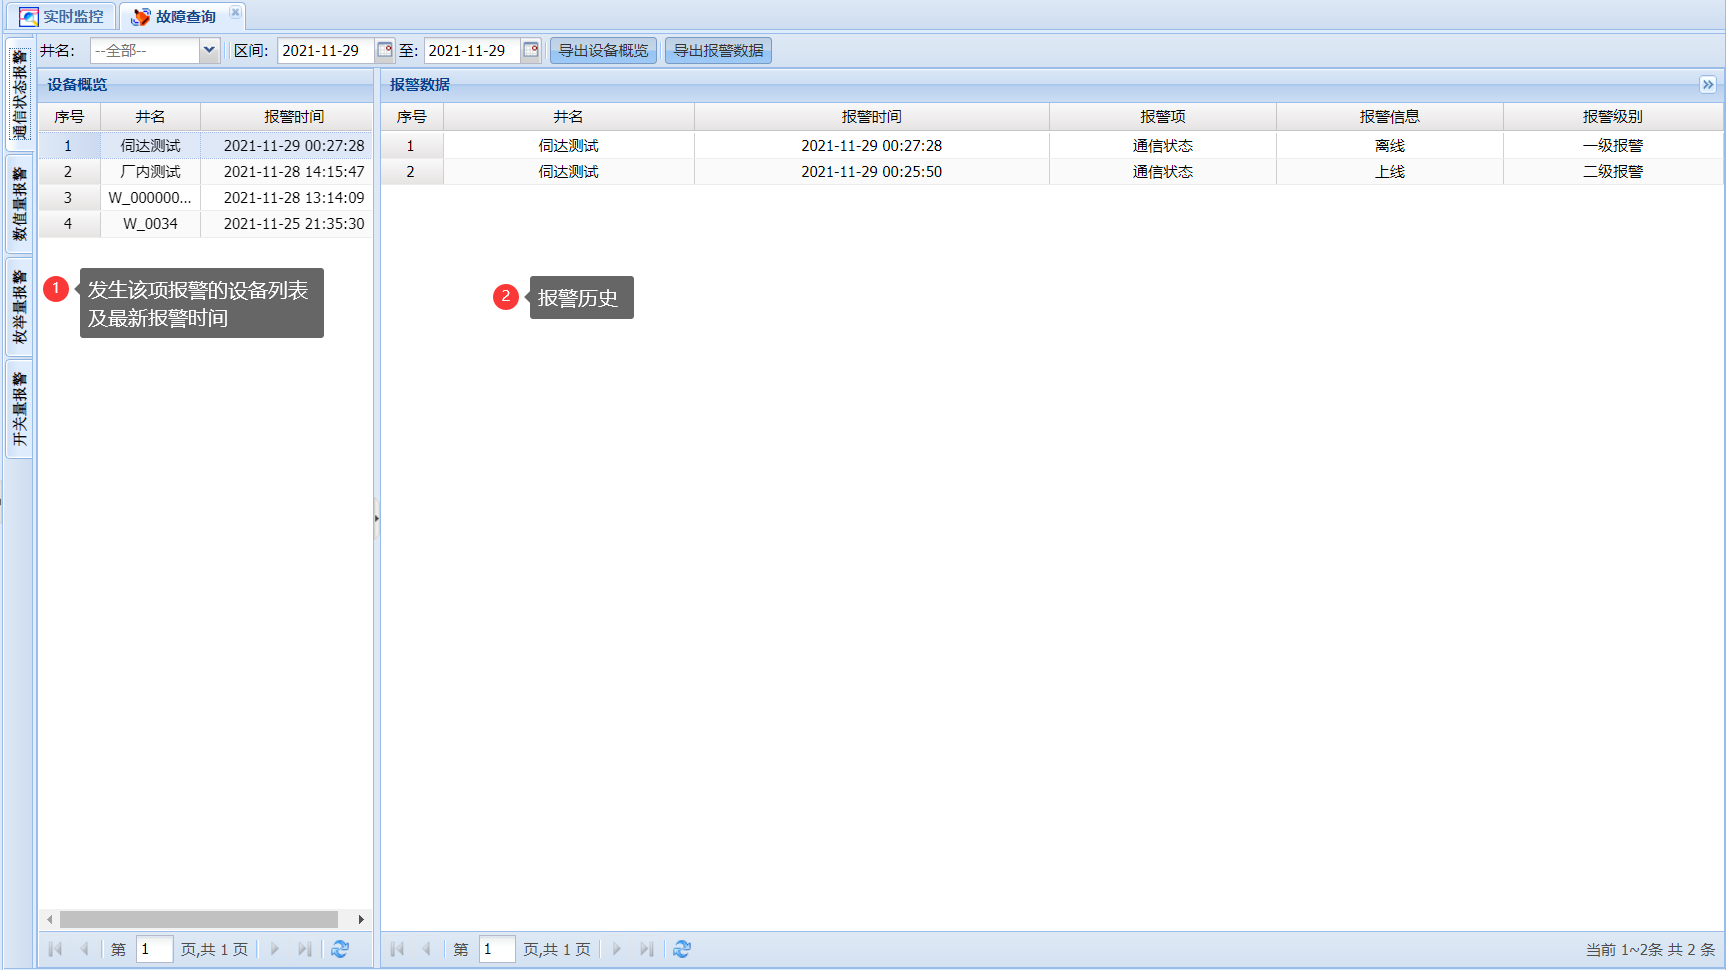 实时监控 故障查询
井名: --全部-- 区间: 2021-11-29 至: 2021-11-29 导出设备概览 导出报警数据
通信状态报警
数值量报警
枚举量报警
开关量报警
设备概览
序号 井名 报警时间
1 伺达测试 2021-11-29 00:27:28
2 厂内测试 2021-11-28 14:15:47
3 W_000000... 2021-11-28 13:14:09
4 W_0034 2021-11-25 21:35:30
1 发生该项报警的设备列表
及最新报警时间
第 1 页,共 1 页
报警数据
序号 井名 报警时间 报警项 报警信息 报警级别
1 伺达测试 2021-11-29 00:27:28 通信状态 离线 一级报警
2 伺达测试 2021-11-29 00:25:50 通信状态 上线 二级报警
2 报警历史
第 1 页,共 1 页 当前 1~2条 共 2 条